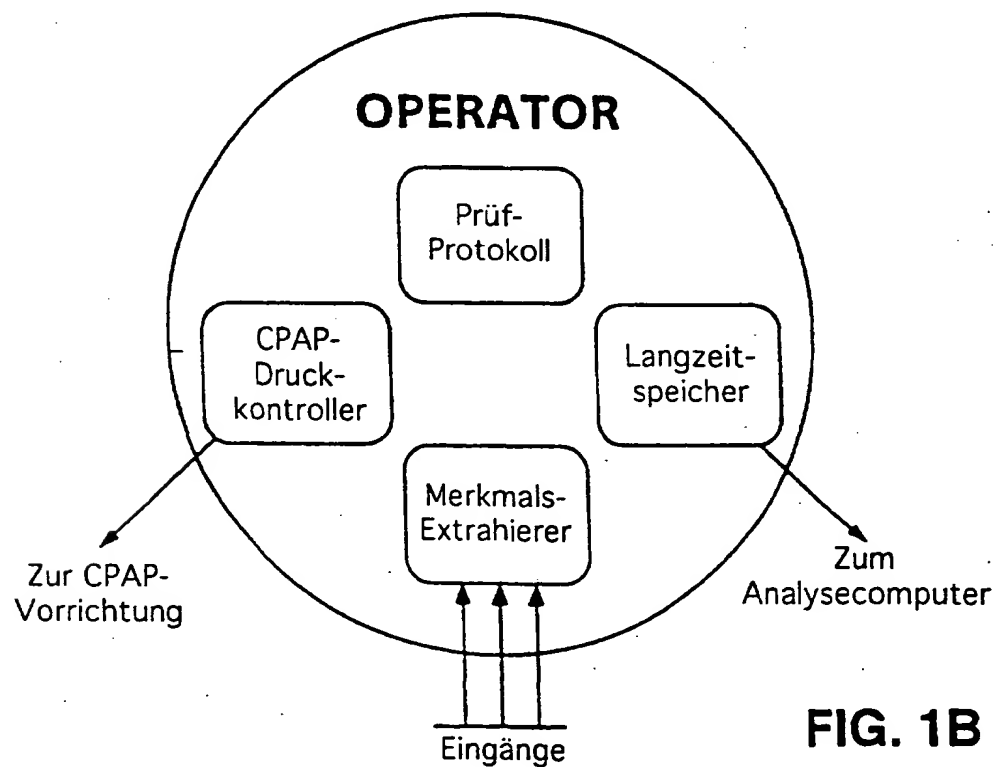 OPERATOR
Prüf-
Protokoll
CPAP-
Druck-
kontroller
Langzeit-
speicher
Merkmals-
Extrahierer
Zur CPAP-
Vorrichtung
Zum
Analysecomputer
Eingänge
FIG. 1B